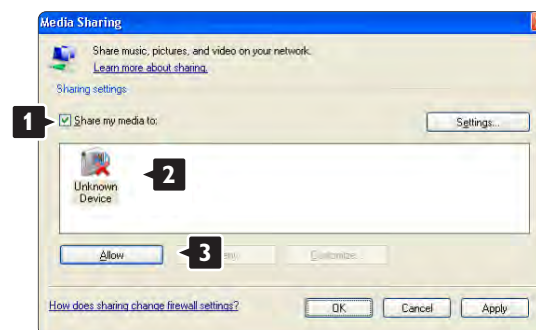 Media Sharing
Share music, pictures, and video on your network.
Learn more about sharing.
Sharing settings
1
Share my media to:
Settings...
2
Unknown
Device
Allow
3
Customize
How does sharing change firewall settings?
OK
Cancel
Apply